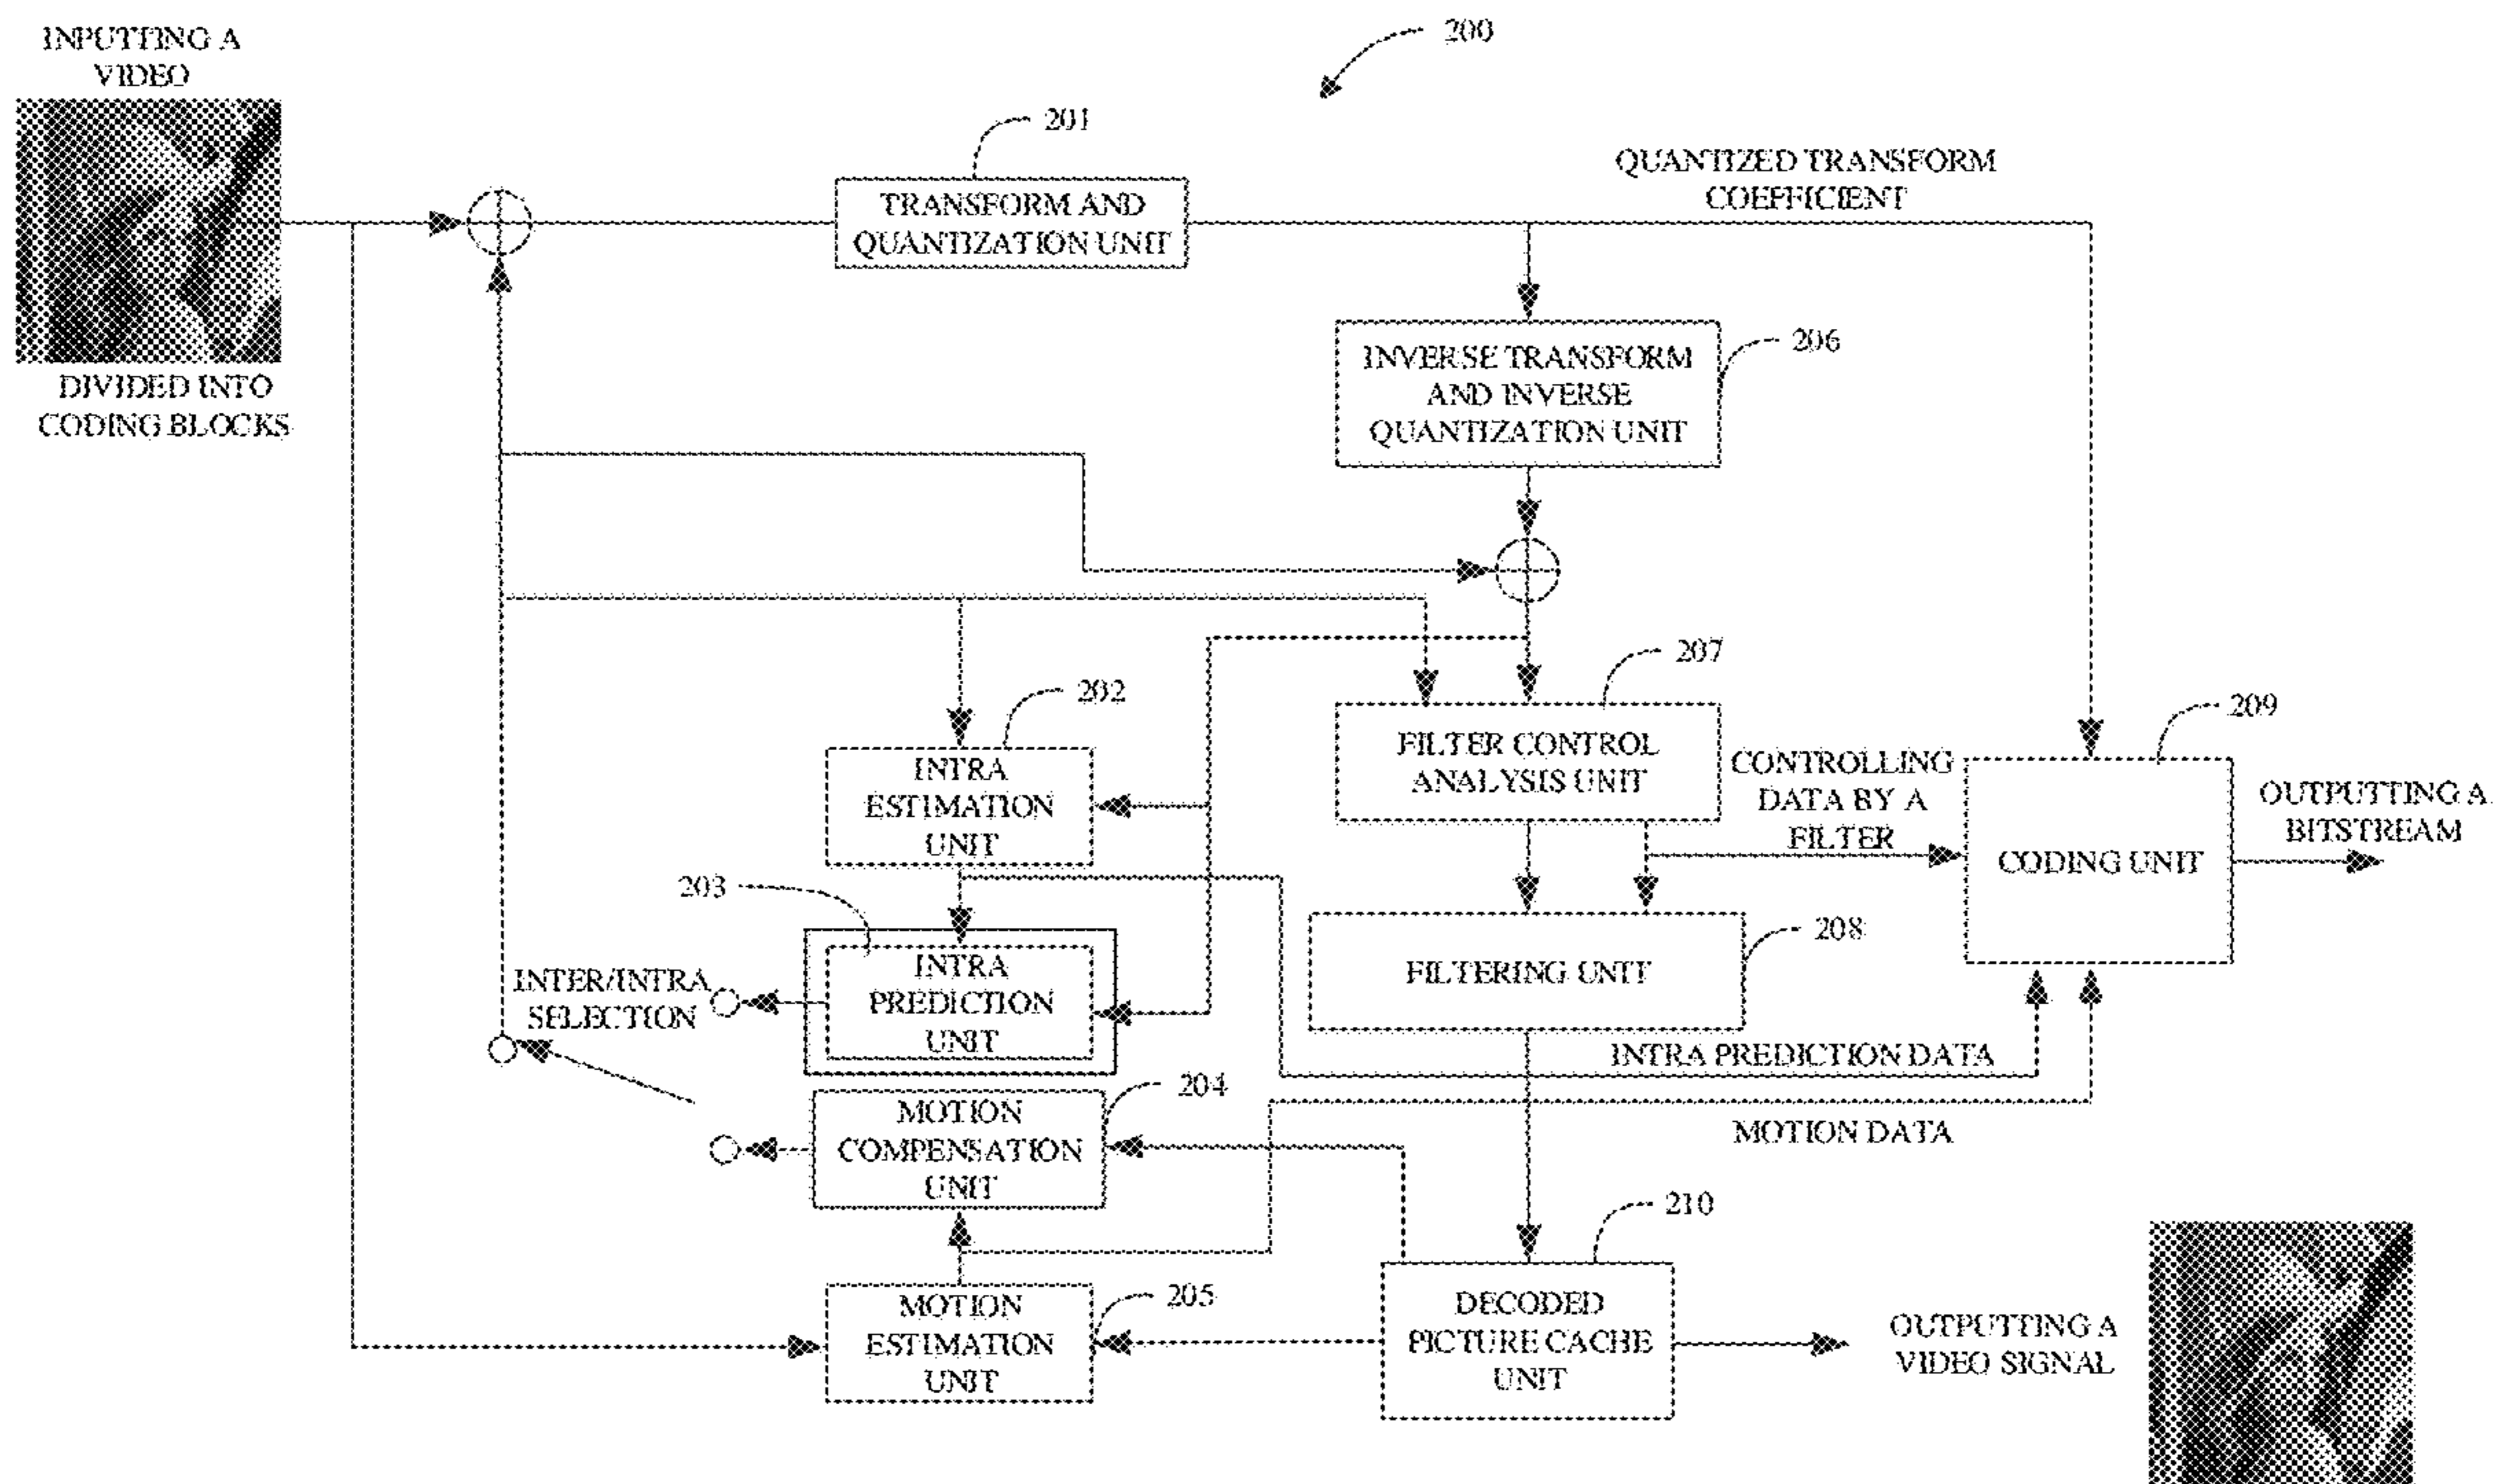 200
INPUTTING A
VIDEO
DIVIDED INTO
CODING BLOCKS
201
TRANSFORM AND
QUANTIZATION UNIT
QUANTIZED TRANSFORM
COEFFICIENT
206
INVERSE TRANSFORM
AND INVERSE
QUANTIZATION UNIT
207
FILTER CONTROL
ANALYSIS UNIT
202
INTRA
ESTIMATION
UNIT
209
CONTROLLING
DATA BY A
FILTER
CODING UNIT
OUTPUTTING A
BITSTREAM
203
INTRA
PREDICTION
UNIT
INTER/INTRA
SELECTION
208
FILTERING UNIT
INTRA PREDICTION DATA
204
MOTION
COMPENSATION
UNIT
MOTION DATA
210
205
MOTION
ESTIMATION
UNIT
DECODED
PICTURE CACHE
UNIT
OUTPUTTING A
VIDEO SIGNAL